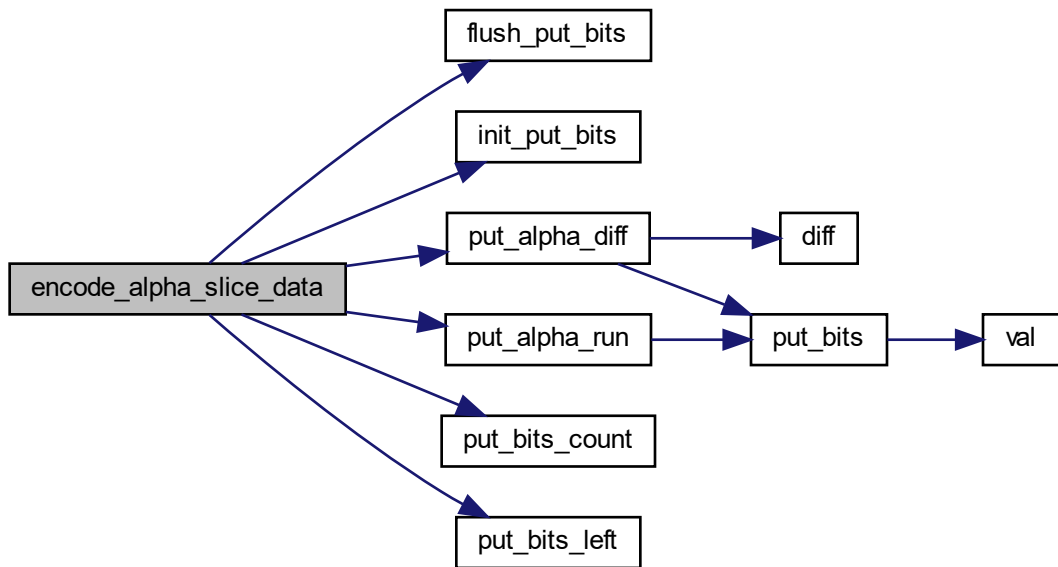 flush_put_bits
init_put_bits
put_alpha_diff
diff
encode_alpha_slice_data
put_alpha_run
put_bits
val
put_bits_count
put_bits_left